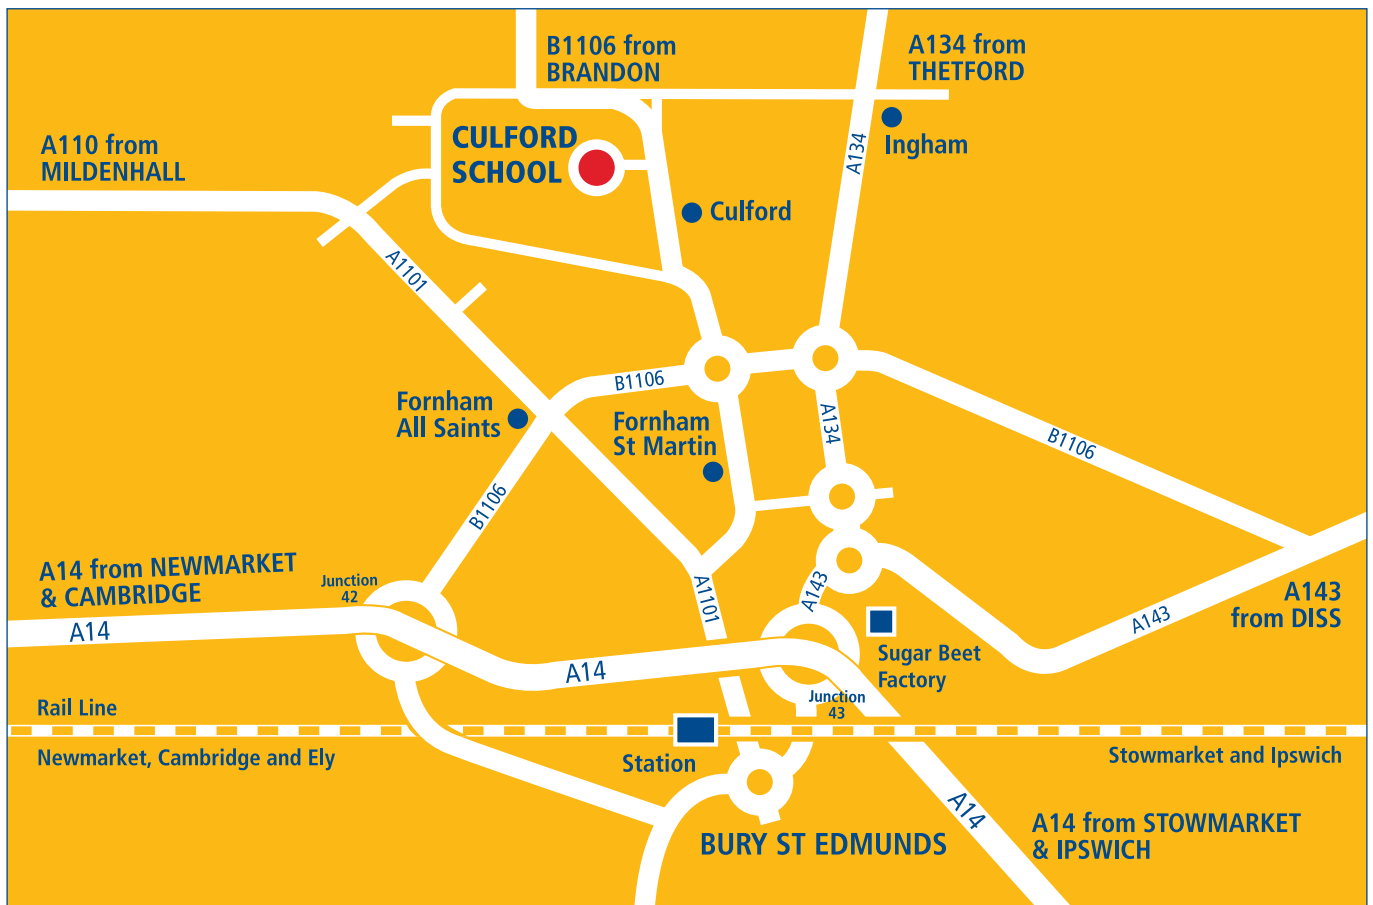 B1106 from
BRANDON
A134 from
THETFORD
CULFORD
SCHOOL
A110 from
MILDENHALL
A134
Ingham
Culford
A1101
B1106
Fornham
All Saints
Fornham
St Martin
A134
B1106
B1106
A14 from NEWMARKET
& CAMBRIDGE
Junction
42
A14
A1101
A143
A143
from DISS
A143
Sugar Beet
Factory
A14
Junction
43
Rail Line
Newmarket, Cambridge and Ely
Station
Stowmarket and Ipswich
A14
BURY ST EDMUNDS
A14 from STOWMARKET
& IPSWICH